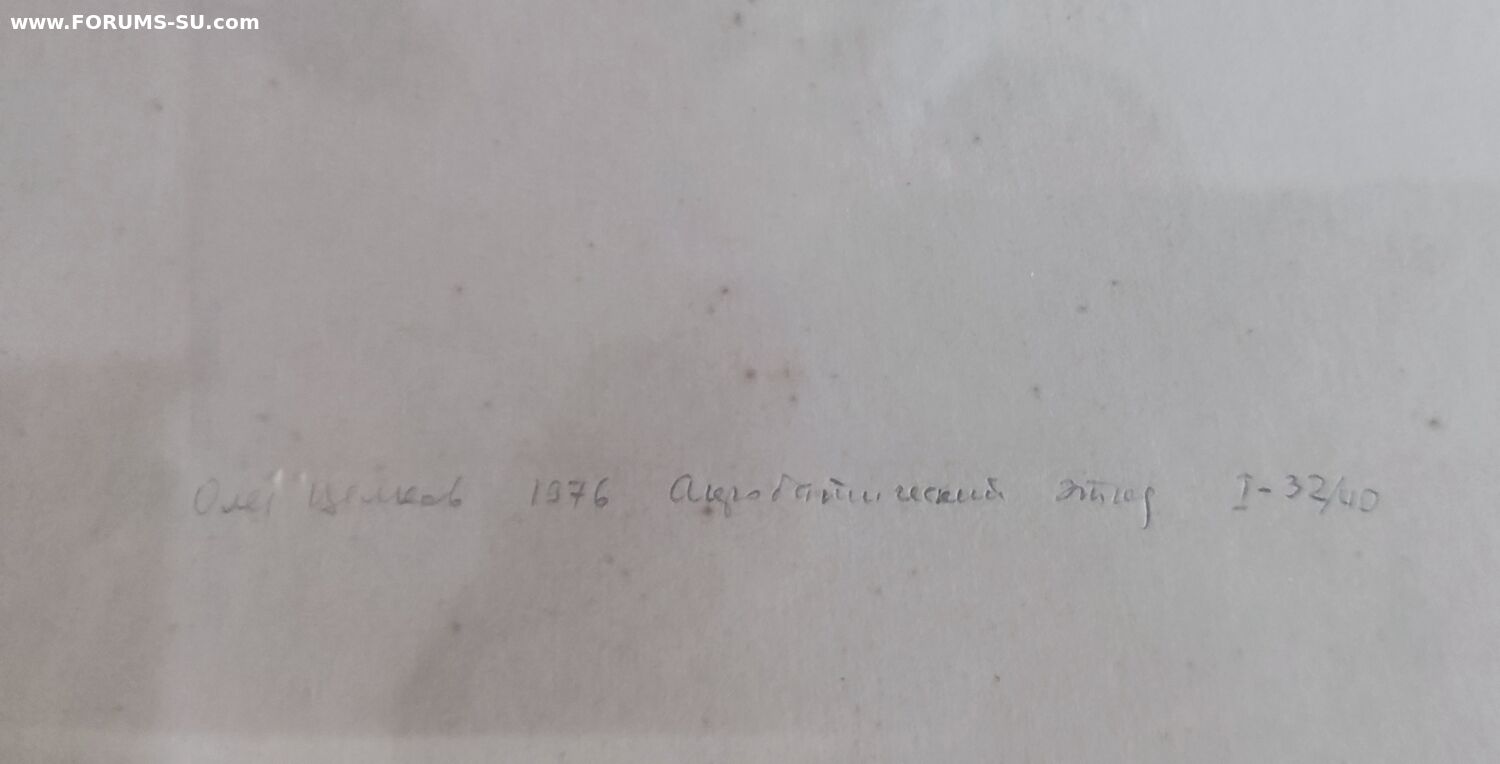 www.FORUMS-SU.com
Олег Целков 1976 Акробатический этюд I-32/40